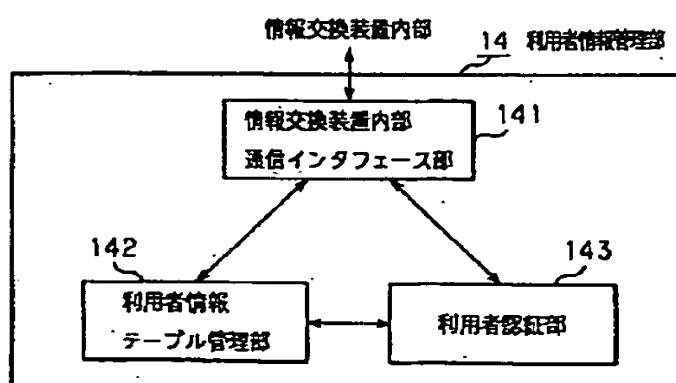 情報交換装置内部
14 利用者情報管理部
情報交換装置内部
通信インタフェース部
141
142
143
利用者情報
テーブル管理部
利用者認証部